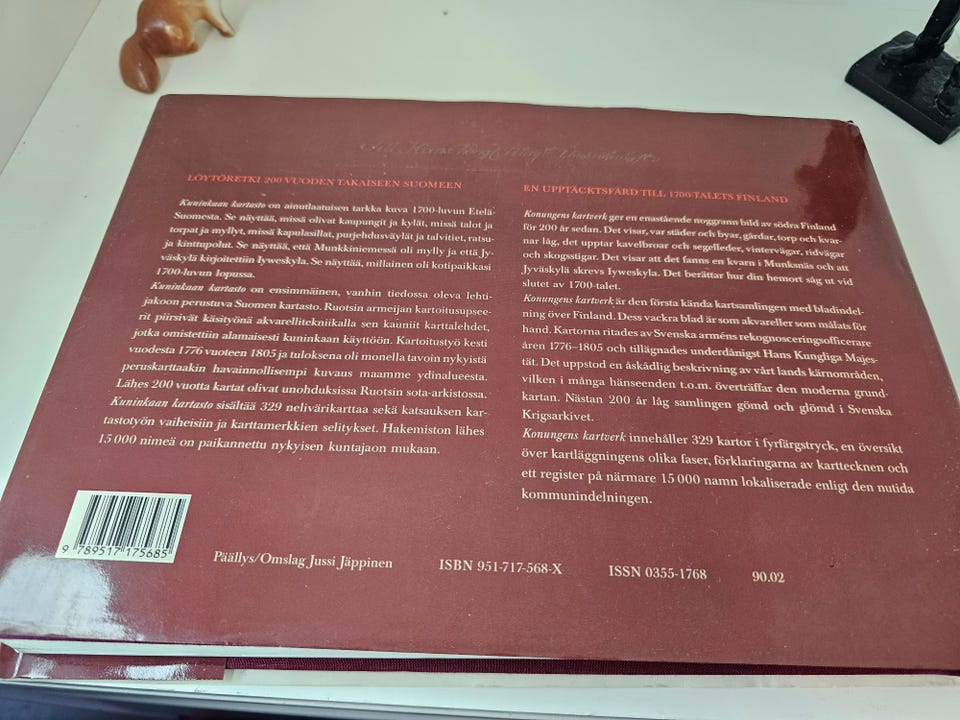 LÖYTÖRETKI 200 VUODEN TAKAISEEN SUOMEEN
Kuninkaan kartasto on ainutlaatuisen tarkka kuva 1700-luvun Etelä-
Suomesta. Se näyttää, missä olivat kaupungit ja kylät, missä talot ja
torpat ja myllyt, missä kapulasillat, purjehdusväylät ja talvitiet, ratsu-
ja kinttupolut. Se näyttää, että Munkkiniemessä oli mylly ja että Jy-
väskylä kirjoitettiin Iyweskyla. Se näyttää, millainen oli kotipaikkasi
1700-luvun lopussa.
Kuninkaan kartasto on ensimmäinen, vanhin tiedossa oleva lehti-
jakoon perustuva Suomen kartasto. Ruotsin armeijan kartoitusupsee-
rit piirsivät käsityönä akvarellitekniikalla sen kauniit karttalehdet,
jotka omistettiin alamaisesti kuninkaan käyttöön. Kartoitustyö kesti
vuodesta 1776 vuoteen 1805 ja tuloksena oli monella tavoin nykyistä
peruskarttaakin havainnollisempi kuvaus maamme ydinalueesta.
Lähes 200 vuotta kartat olivat unohduksissa Ruotsin sota-arkistossa.
Kuninkaan kartasto sisältää 329 nelivärikarttaa sekä katsauksen kar-
tastotyön vaiheisiin ja karttamerkkien selitykset. Hakemiston lähes
15 000 nimeä on paikannettu nykyisen kuntajaon mukaan.
EN UPPTÄCKTSFÄRD TILL 1700-TALETS FINLAND
Konungens kartverk ger en enastående noggrann bild av södra Finland
för 200 år sedan. Det visar, var städer och byar, gårdar, torp och kvar-
nar låg, det upptar kavelbroar och segelleder, vintervägar, ridvägar
och skogsstigar. Det visar att det fanns en kvarn i Munksnäs och att
Jyväskylä skrevs Iyweskyla. Det berättar hur din hemort såg ut vid
slutet av 1700-talet.
Konungens kartverk är den första kända kartsamlingen med bladindel-
ning över Finland. Dess vackra blad är som akvareller som målats för
hand. Kartorna ritades av Svenska arméns rekognosceringsofficerare
åren 1776–1805 och tillägnades underdånigst Hans Kungliga Majes-
tät. Det uppstod en åskådlig beskrivning av vårt lands kärnområden,
vilken i många hänseenden t.o.m. överträffar den moderna grund-
kartan. Nästan 200 år låg samlingen gömd och glömd i Svenska
Krigsarkivet.
Konungens kartverk innehåller 329 kartor i fyrfärgstryck, en översikt
över kartläggningens olika faser, förklaringarna av karttecknen och
ett register på närmare 15 000 namn lokaliserade enligt den nutida
kommunindelningen.
9 789517 175685
Päällys/Omslag Jussi Jäppinen
ISBN 951-717-568-X
ISSN 0355-1768
90.02